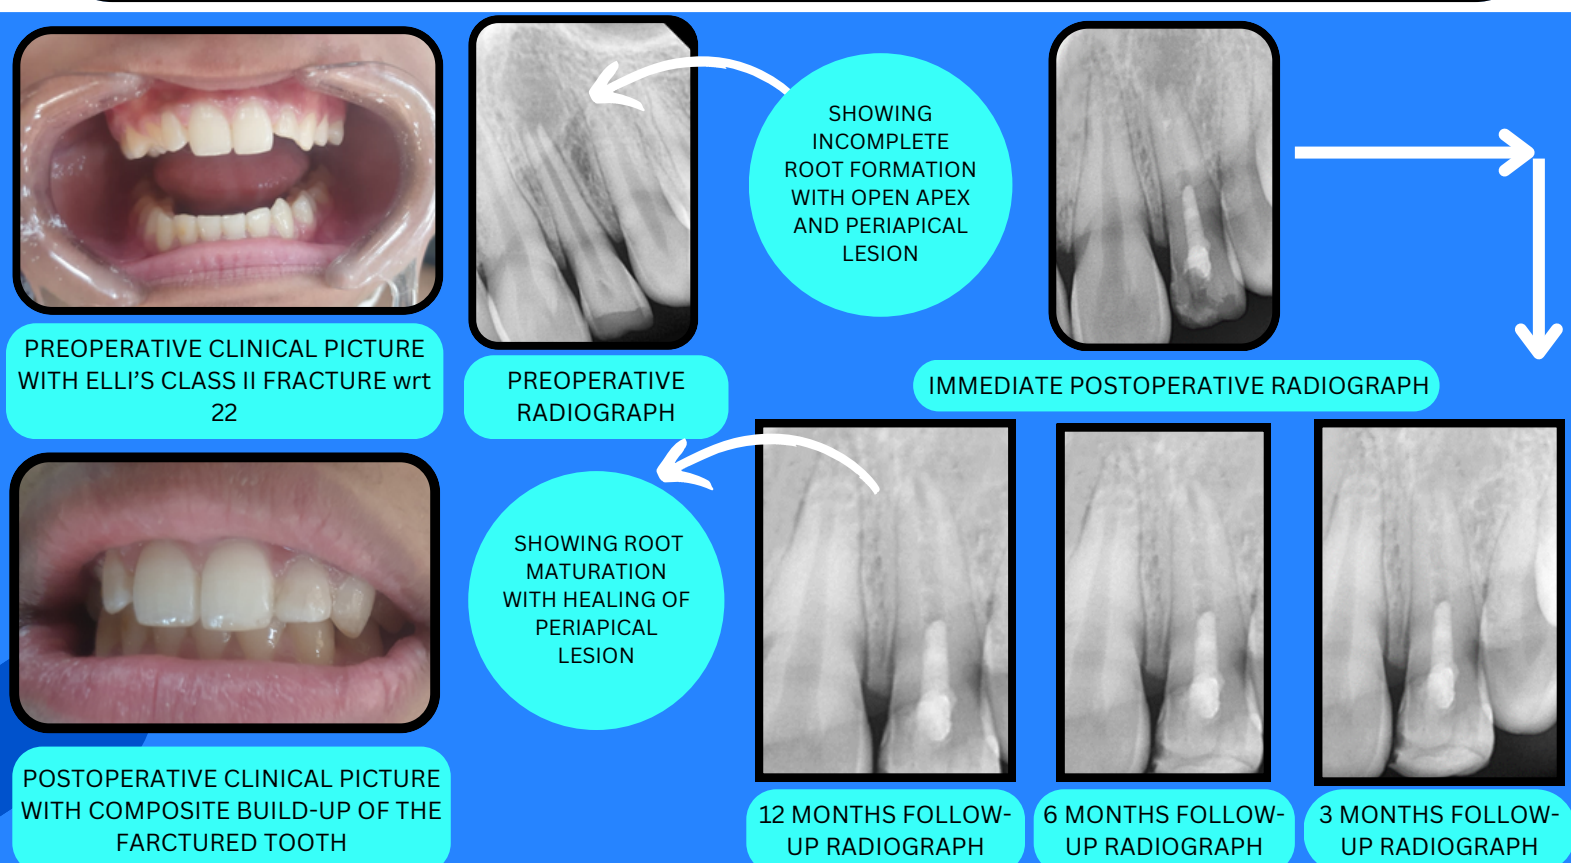 SHOWING
INCOMPLETE
ROOT FORMATION
WITH OPEN APEX
AND PERIAPICAL
LESION
PREOPERATIVE CLINICAL PICTURE
WITH ELLI'S CLASS II FRACTURE wrt
22
PREOPERATIVE
RADIOGRAPH
IMMEDIATE POSTOPERATIVE RADIOGRAPH
SHOWING ROOT
MATURATION
WITH HEALING OF
PERIAPICAL
LESION
POSTOPERATIVE CLINICAL PICTURE
WITH COMPOSITE BUILD-UP OF THE
FARCTURED TOOTH
12 MONTHS FOLLOW-
UP RADIOGRAPH
6 MONTHS FOLLOW-
UP RADIOGRAPH
3 MONTHS FOLLOW-
UP RADIOGRAPH